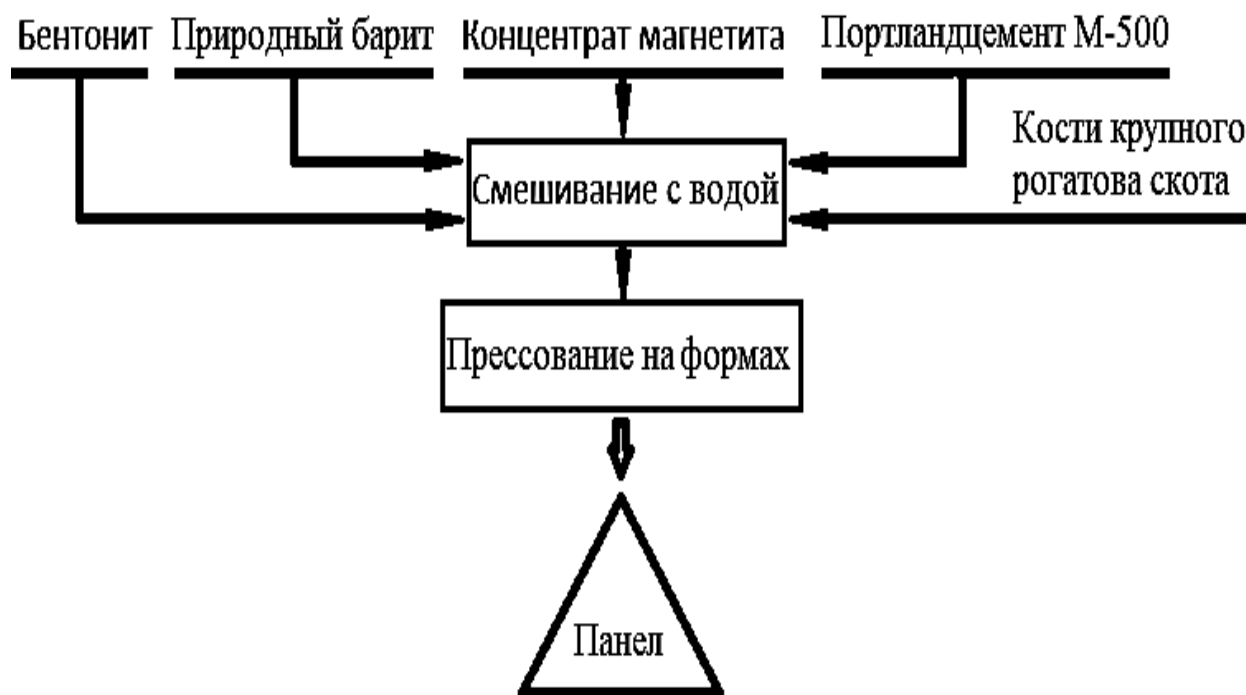 Бентонит
Природный барит
Концентрат магнетита
Портландцемент М-500
Кости крупного
рогатова скота
Смешивание с водой
Прессование на формах
Панел